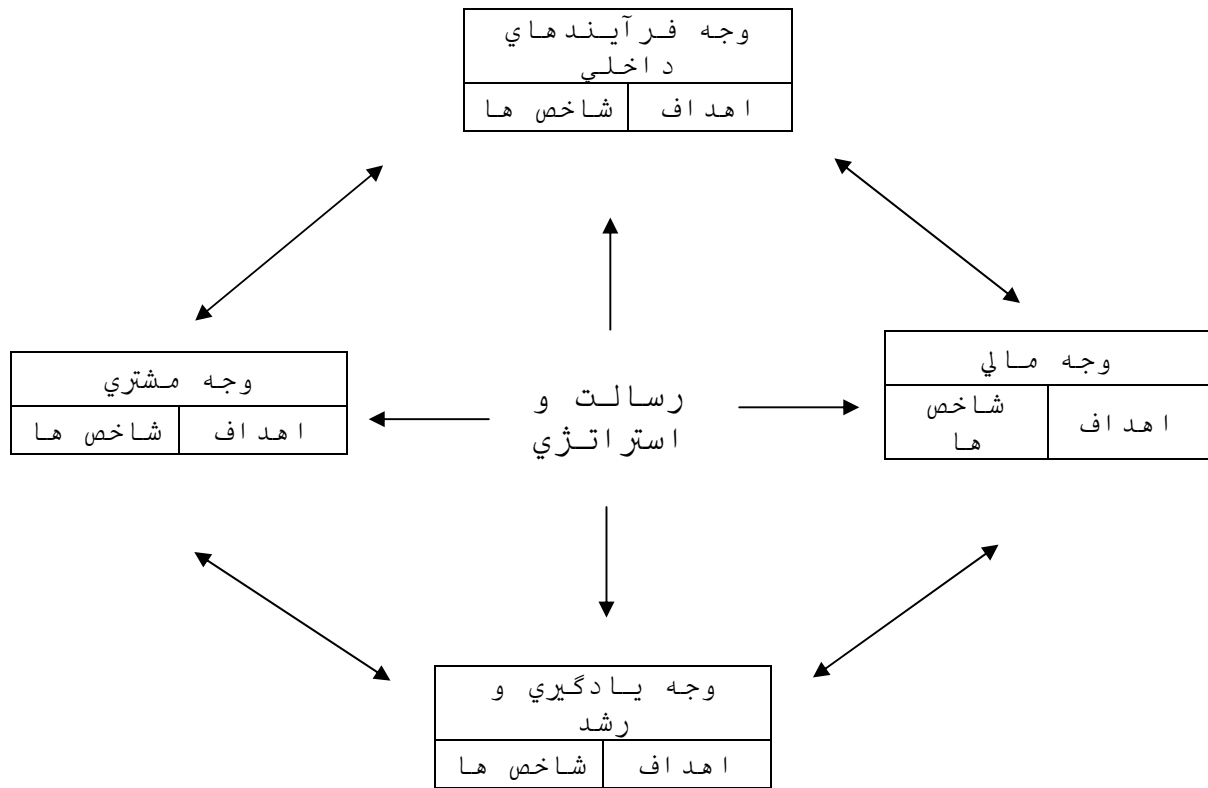 وجه فرآيندهاي
داخلي
اهداف شاخص ها
وجه مالي
اهداف شاخص
ها
رسالت و
استراتژي
وجه مشتري
اهداف شاخص ها
وجه يادگيري و
رشد
اهداف شاخص ها